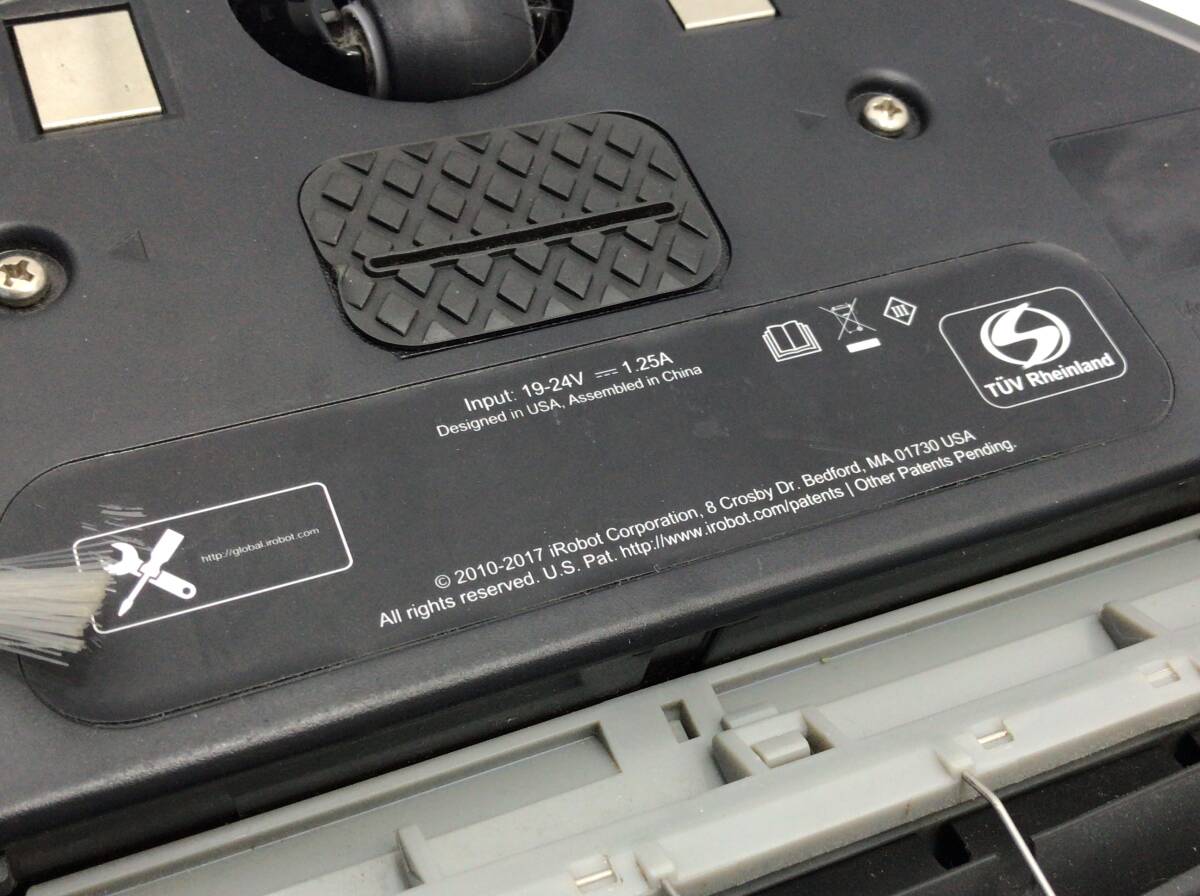 Input: 19-24V ⎓ 1.25A
Designed in USA, Assembled in China
III
TÜV Rheinland
http://global.irobot.com
© 2010-2017 iRobot Corporation, 8 Crosby Dr. Bedford, MA 01730 USA
All rights reserved. U.S. Pat. http://www.irobot.com/patents | Other Patents Pending.